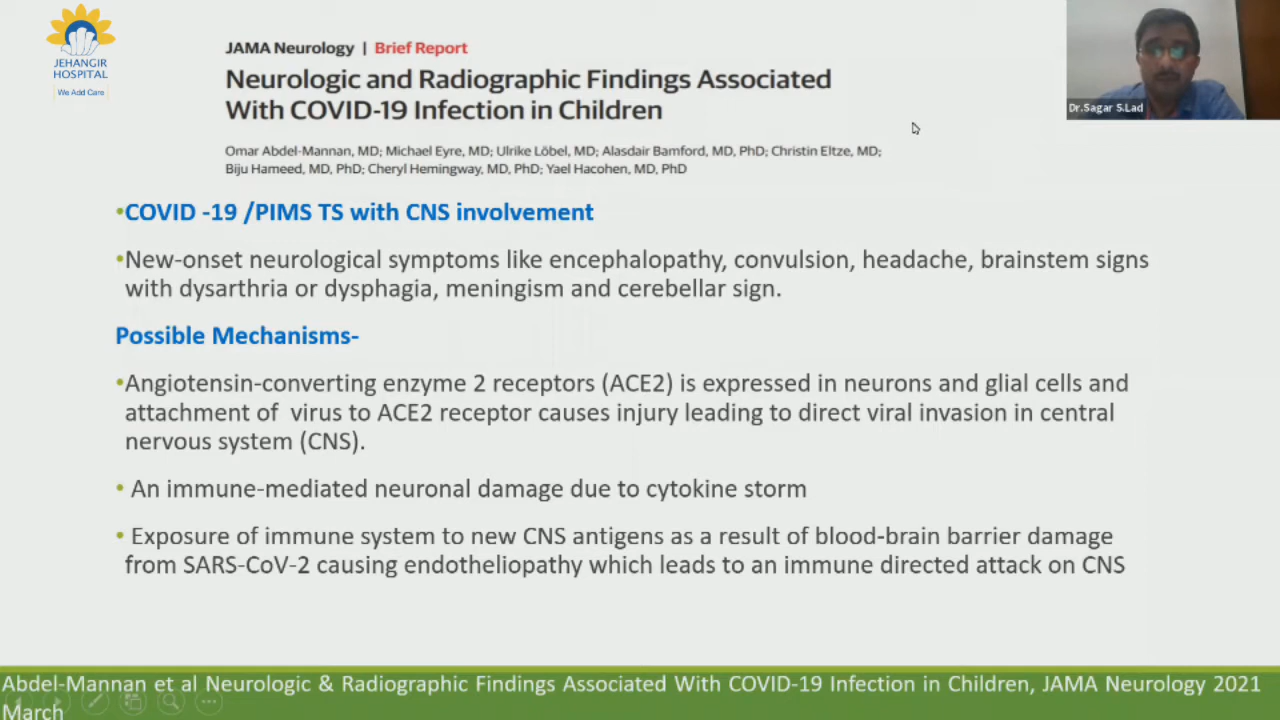 JEHANGIR
HOSPITAL
We Add Care
JAMA Neurology | Brief Report
Neurologic and Radiographic Findings Associated
With COVID-19 Infection in Children
Omar Abdel-Mannan, MD; Michael Eyre, MD; Ulrike Löbel, MD; Alasdair Bamford, MD, PhD; Christin Eltze, MD;
Biju Hameed, MD, PhD; Cheryl Hemingway, MD, PhD; Yael Hacohen, MD, PhD
Dr.Sagar S.Lad
•COVID -19 /PIMS TS with CNS involvement
•New-onset neurological symptoms like encephalopathy, convulsion, headache, brainstem signs
with dysarthria or dysphagia, meningism and cerebellar sign.
Possible Mechanisms-
•Angiotensin-converting enzyme 2 receptors (ACE2) is expressed in neurons and glial cells and
attachment of virus to ACE2 receptor causes injury leading to direct viral invasion in central
nervous system (CNS).
• An immune-mediated neuronal damage due to cytokine storm
• Exposure of immune system to new CNS antigens as a result of blood-brain barrier damage
from SARS-CoV-2 causing endotheliopathy which leads to an immune directed attack on CNS
Abdel-Mannan et al Neurologic & Radiographic Findings Associated With COVID-19 Infection in Children, JAMA Neurology 2021
March